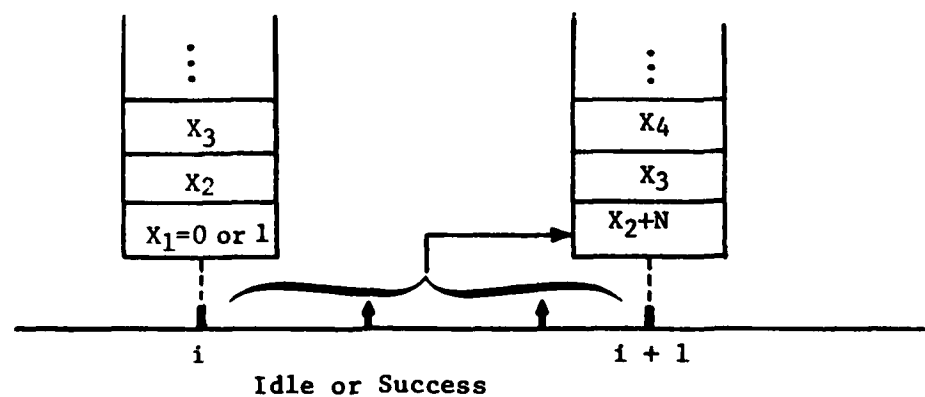 X3
X4
X2
X3
X1=0 or 1
X2+N
i
i + 1
Idle or Success